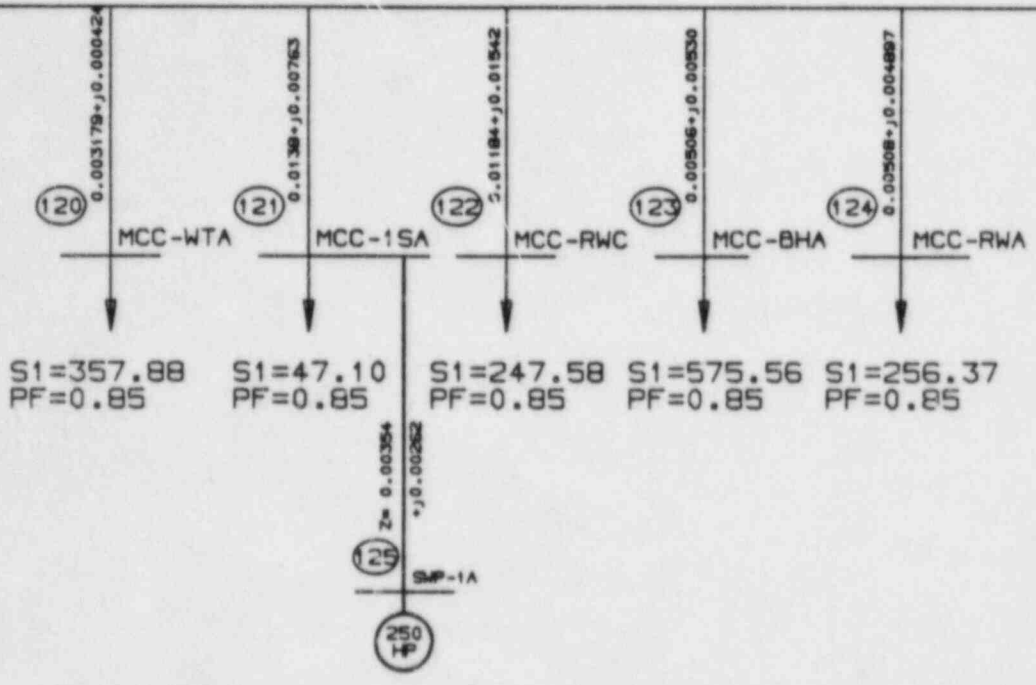 0.003179+j0.000424
0.0138+j0.00763
0.01184+j0.01542
0.00506+j0.00530
0.00508+j0.004897
120
121
122
123
124
MCC-WTA
MCC-1SA
MCC-RWC
MCC-BHA
MCC-RWA
S1=357.88
PF=0.85
S1=47.10
PF=0.85
S1=247.58
PF=0.85
S1=575.56
PF=0.85
S1=256.37
PF=0.85
Z= 0.00354
+j0.00262
125
SWP-1A
250
HP